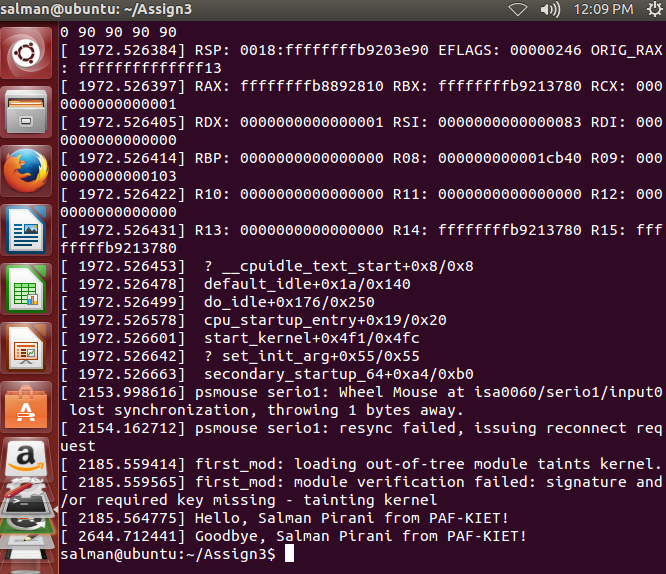 salman@ubuntu: ~/Assign3 12:09 PM
0 90 90 90 90
[ 1972.526384] RSP: 0018:ffffffffb9203e90 EFLAGS: 00000246 ORIG_RAX
: ffffffffffffff13
[ 1972.526397] RAX: ffffffffb8892810 RBX: ffffffffb9213780 RCX: 000
0000000000001
[ 1972.526405] RDX: 0000000000000001 RSI: 0000000000000083 RDI: 000
0000000000000
[ 1972.526414] RBP: 0000000000000000 R08: 000000000001cb40 R09: 000
0000000000103
[ 1972.526422] R10: 0000000000000000 R11: 0000000000000000 R12: 000
0000000000000
[ 1972.526431] R13: 0000000000000000 R14: ffffffffb9213780 R15: fff
fffffb9213780
[ 1972.526453]  ? __cpuidle_text_start+0x8/0x8
[ 1972.526478]  default_idle+0x1a/0x140
[ 1972.526499]  do_idle+0x176/0x250
[ 1972.526578]  cpu_startup_entry+0x19/0x20
[ 1972.526601]  start_kernel+0x4f1/0x4fc
[ 1972.526642]  ? set_init_arg+0x55/0x55
[ 1972.526663]  secondary_startup_64+0xa4/0xb0
[ 2153.998616] psmouse serio1: Wheel Mouse at isa0060/serio1/input0
 lost synchronization, throwing 1 bytes away.
[ 2154.162712] psmouse serio1: resync failed, issuing reconnect req
uest
[ 2185.559414] first_mod: loading out-of-tree module taints kernel.
[ 2185.559565] first_mod: module verification failed: signature and
/or required key missing - tainting kernel
[ 2185.564775] Hello, Salman Pirani from PAF-KIET!
[ 2644.712441] Goodbye, Salman Pirani from PAF-KIET!
salman@ubuntu:~/Assign3$